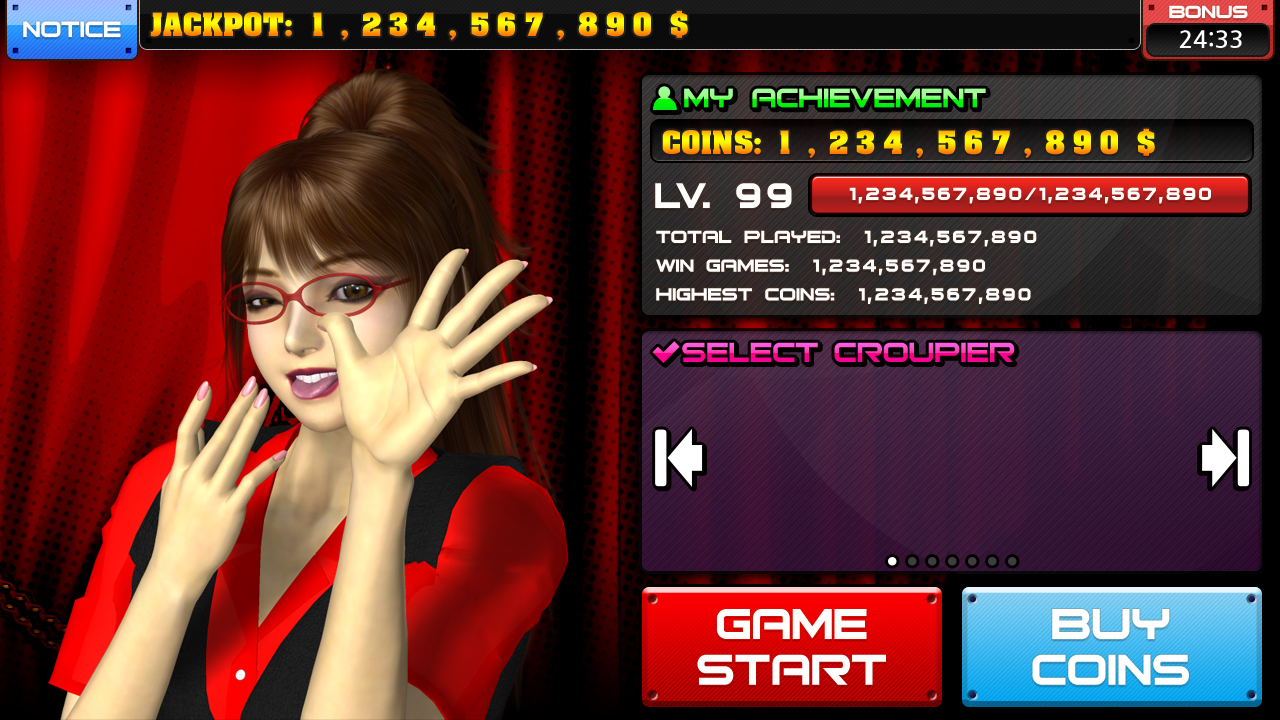 NOTICE
JACKPOT: 1,234,567,890 $
BONUS
24:33
MY ACHIEVEMENT
COINS: 1,234,567,890 $
LV. 99
1,234,567,890/1,234,567,890
TOTAL PLAYED: 1,234,567,890
WIN GAMES: 1,234,567,890
HIGHEST COINS: 1,234,567,890
SELECT CROUPIER
GAME
START
BUY
COINS